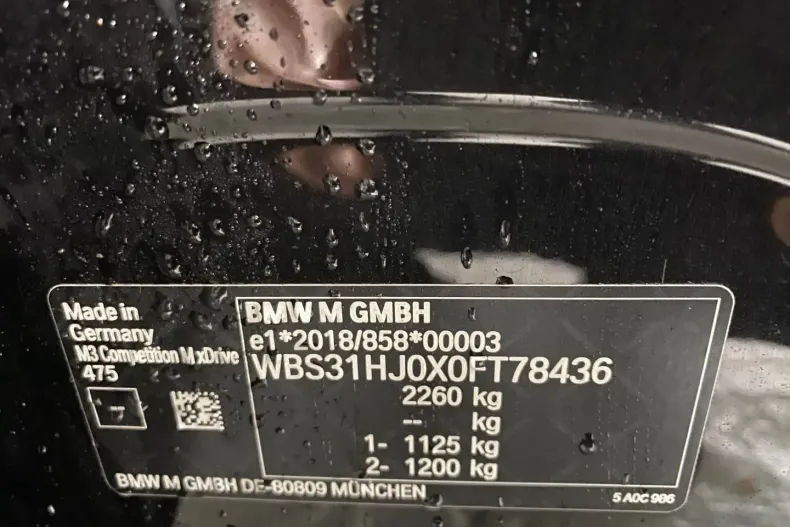 Made in
Germany
M3 Competition M xDrive
475
BMW M GMBH
e1*2018/858*00003
WBS31HJ0X0FT78436
2260 kg
-- kg
1- 1125 kg
2- 1200 kg
BMW M GMBH DE-80809 MÜNCHEN
5 A0C 986